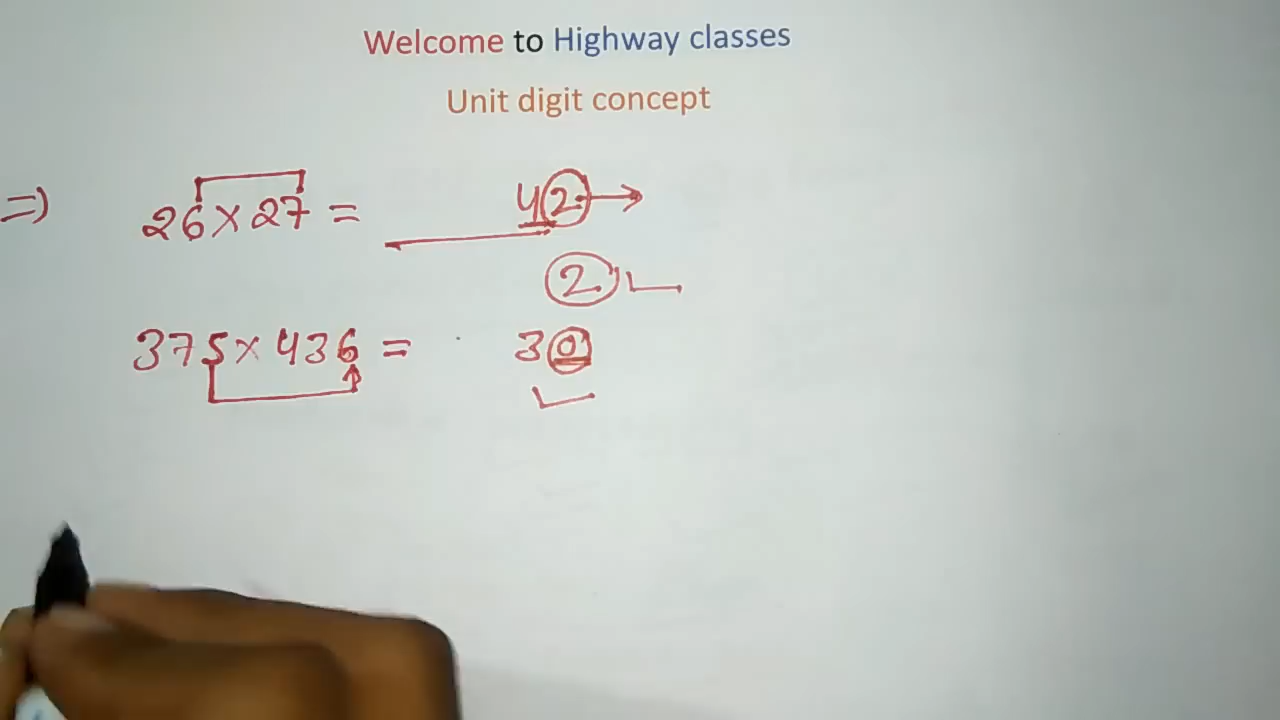 Welcome to Highway classes
Unit digit concept
=) 26 × 27 = 42
2
375 × 436 = 30